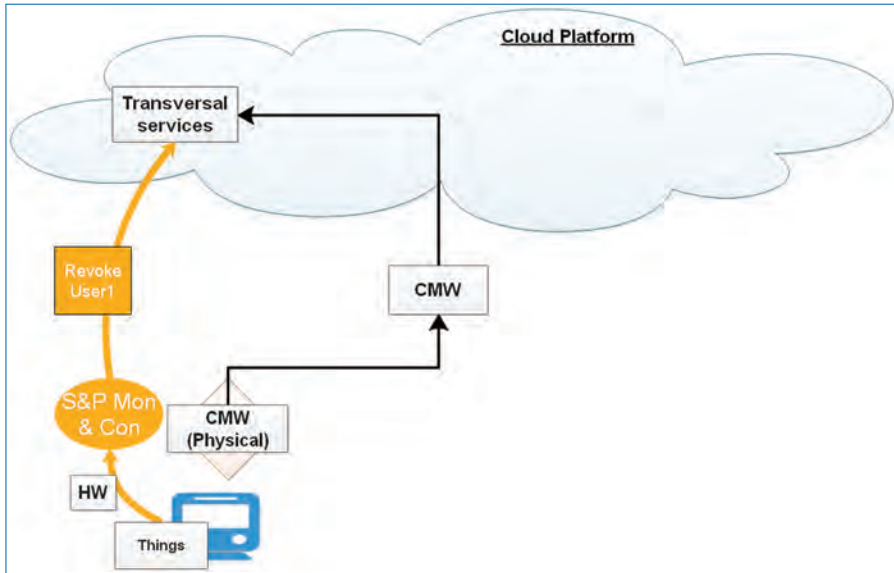 Cloud Platform
Transversal
services
Revoke
User1
CMW
S&P Mon
& Con
CMW
(Physical)
HW
Things